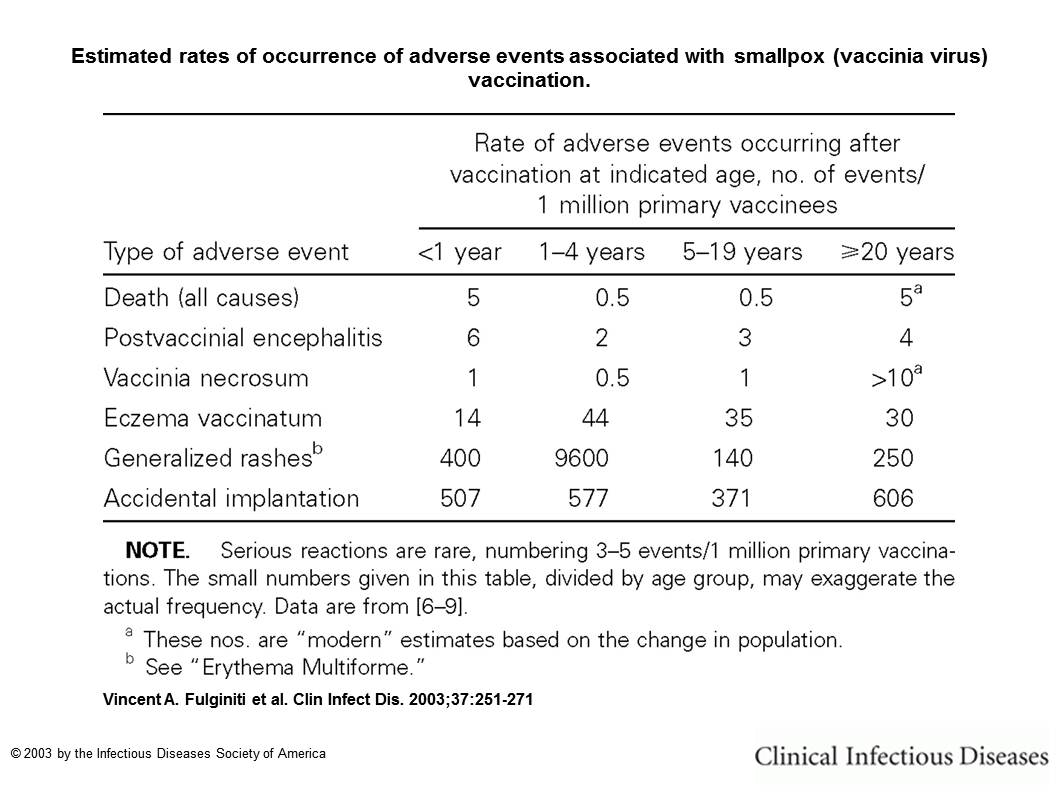 Estimated rates of occurrence of adverse events associated with smallpox (vaccinia virus)
vaccination.
Rate of adverse events occurring after
vaccination at indicated age, no. of events/
1 million primary vaccinees
Type of adverse event <1 year 1–4 years 5–19 years ⩾20 years
Death (all causes) 5 0.5 0.5 5a
Postvaccinial encephalitis 6 2 3 4
Vaccinia necrosum 1 0.5 1 >10a
Eczema vaccinatum 14 44 35 30
Generalized rashesb 400 9600 140 250
Accidental implantation 507 577 371 606
NOTE. Serious reactions are rare, numbering 3–5 events/1 million primary vaccina-
tions. The small numbers given in this table, divided by age group, may exaggerate the
actual frequency. Data are from [6–9].
a These nos. are “modern” estimates based on the change in population.
b See “Erythema Multiforme.”
Vincent A. Fulginiti et al. Clin Infect Dis. 2003;37:251-271
© 2003 by the Infectious Diseases Society of America
Clinical Infectious Diseases